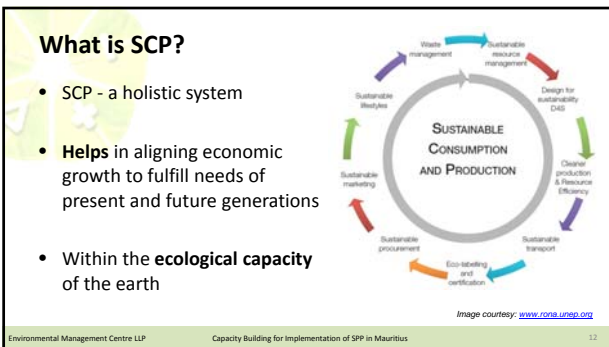 What is SCP?
• SCP - a holistic system
• Helps in aligning economic
growth to fulfill needs of
present and future generations
• Within the ecological capacity
of the earth
Waste
management
Sustainable
resource
management
Design for
sustainability
D4S
Cleaner
production
& Resource
Efficiency
Sustainable
transport
Eco-labelling
and
certification
Sustainable
procurement
Sustainable
marketing
Sustainable
lifestyles
SUSTAINABLE
CONSUMPTION
AND PRODUCTION
Image courtesy: www.rona.unep.org
Environmental Management Centre LLP
Capacity Building for Implementation of SPP in Mauritius
12